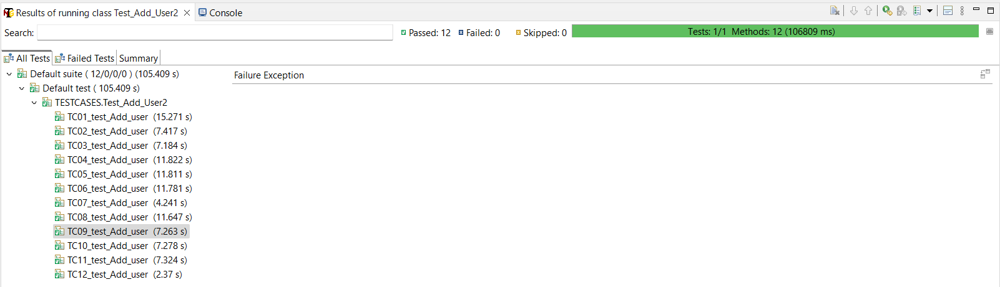 Results of running class Test_Add_User2 Console
Search: Passed: 12 Failed: 0 Skipped: 0 Tests: 1/1 Methods: 12 (106809 ms)
All Tests Failed Tests Summary
Default suite ( 12/0/0/0 ) (105.409 s)
Failure Exception
Default test ( 105.409 s)
TESTCASES.Test_Add_User2
TC01_test_Add_user (15.271 s)
TC02_test_Add_user (7.417 s)
TC03_test_Add_user (7.184 s)
TC04_test_Add_user (11.822 s)
TC05_test_Add_user (11.811 s)
TC06_test_Add_user (11.781 s)
TC07_test_Add_user (4.241 s)
TC08_test_Add_user (11.647 s)
TC09_test_Add_user (7.263 s)
TC10_test_Add_user (7.278 s)
TC11_test_Add_user (7.324 s)
TC12_test_Add_user (2.37 s)